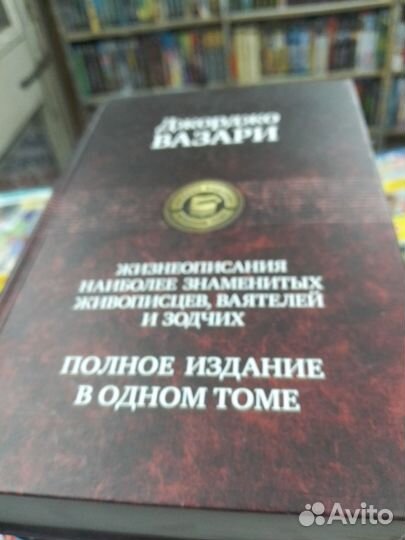 Джорджо
ВАЗАРИ
ЖИЗНЕОПИСАНИЯ
НАИБОЛЕЕ ЗНАМЕНИТЫХ
ЖИВОПИСЦЕВ, ВАЯТЕЛЕЙ
И ЗОДЧИХ
ПОЛНОЕ ИЗДАНИЕ
В ОДНОМ ТОМЕ
Avito